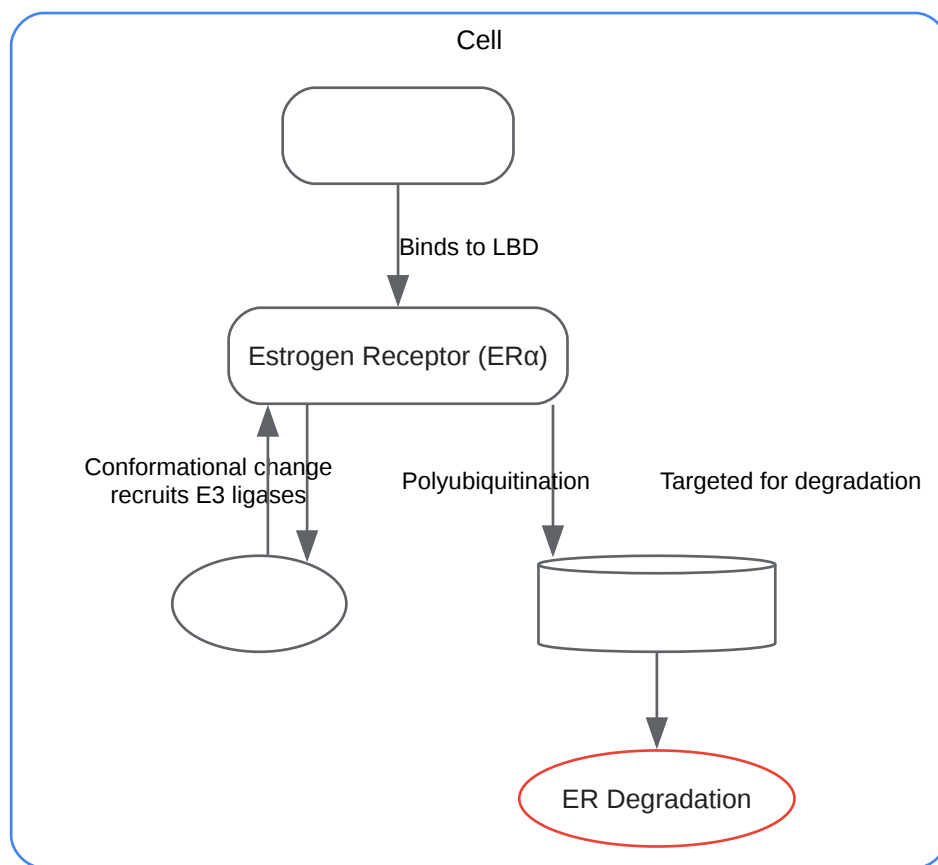 Cell
Binds to LBD
Estrogen Receptor (ERα)
Conformational change
recruits E3 ligases
Polyubiquitination
Targeted for degradation
ER Degradation